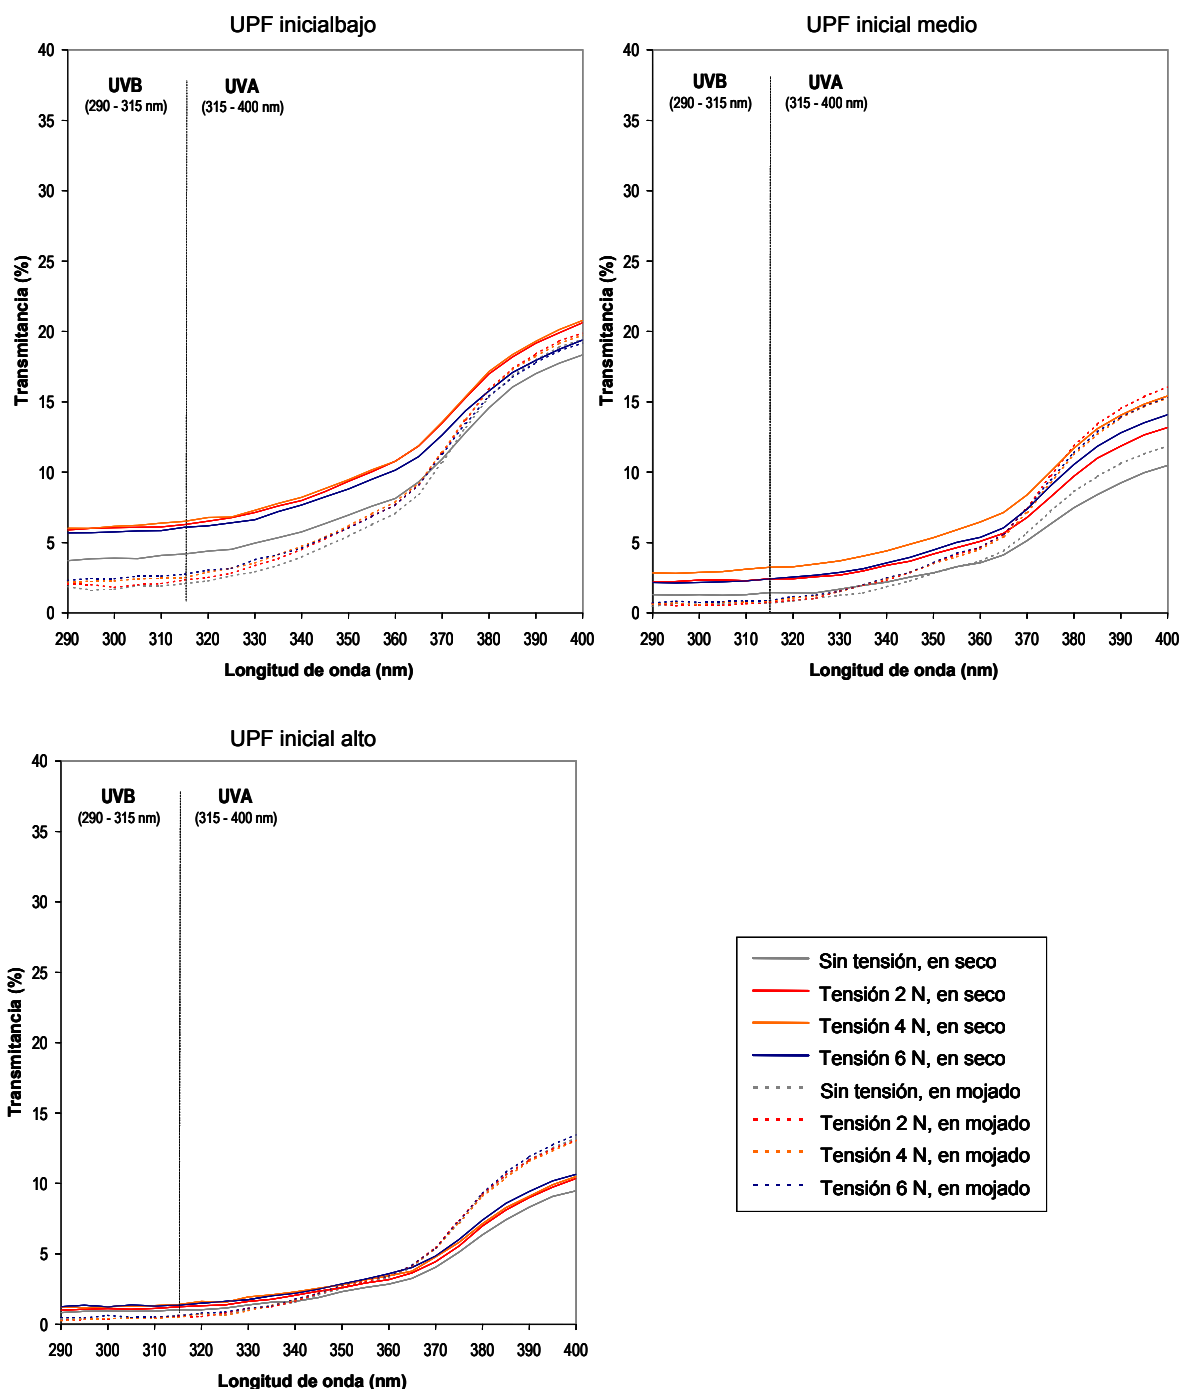 UPF inicialbajo
40
35
30
25
20
15
10
5
0
Transmitancia (%)
UVB
(290 - 315 nm)
UVA
(315 - 400 nm)
290 300 310 320 330 340 350 360 370 380 390 400
Longitud de onda (nm)
UPF inicial medio
40
35
30
25
20
15
10
5
0
Transmitancia (%)
UVB
(290 - 315 nm)
UVA
(315 - 400 nm)
290 300 310 320 330 340 350 360 370 380 390 400
Longitud de onda (nm)
UPF inicial alto
40
35
30
25
20
15
10
5
0
Transmitancia (%)
UVB
(290 - 315 nm)
UVA
(315 - 400 nm)
290 300 310 320 330 340 350 360 370 380 390 400
Longitud de onda (nm)
Sin tensión, en seco
Tensión 2 N, en seco
Tensión 4 N, en seco
Tensión 6 N, en seco
Sin tensión, en mojado
Tensión 2 N, en mojado
Tensión 4 N, en mojado
Tensión 6 N, en mojado